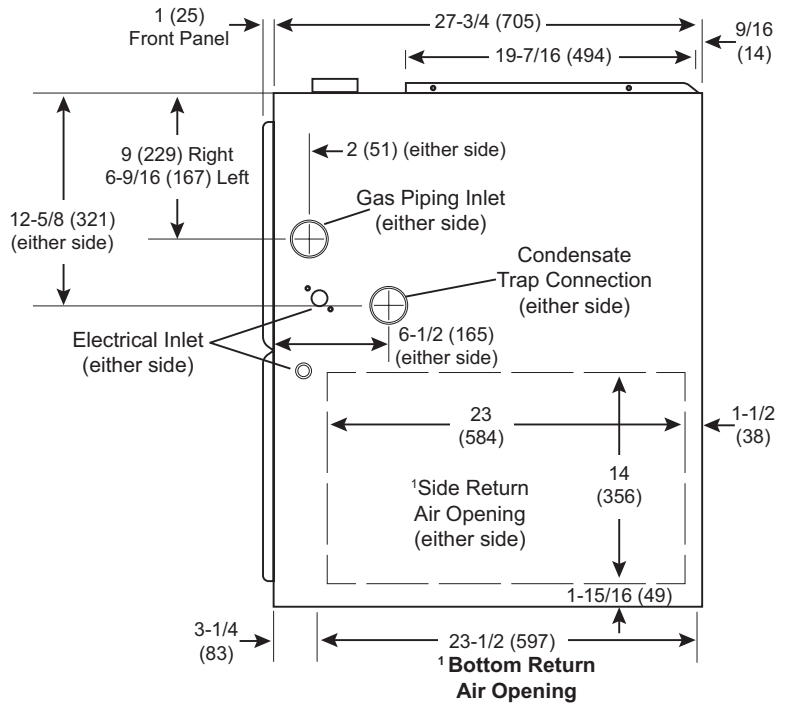 1 (25)
Front Panel
27-3/4 (705)
9/16
(14)
19-7/16 (494)
9 (229) Right
6-9/16 (167) Left
2 (51) (either side)
12-5/8 (321)
(either side)
Gas Piping Inlet
(either side)
Condensate
Trap Connection
(either side)
Electrical Inlet
(either side)
6-1/2 (165)
(either side)
23
(584)
1-1/2
(38)
14
(356)
¹Side Return
Air Opening
(either side)
1-15/16 (49)
3-1/4
(83)
23-1/2 (597)
¹ Bottom Return
Air Opening